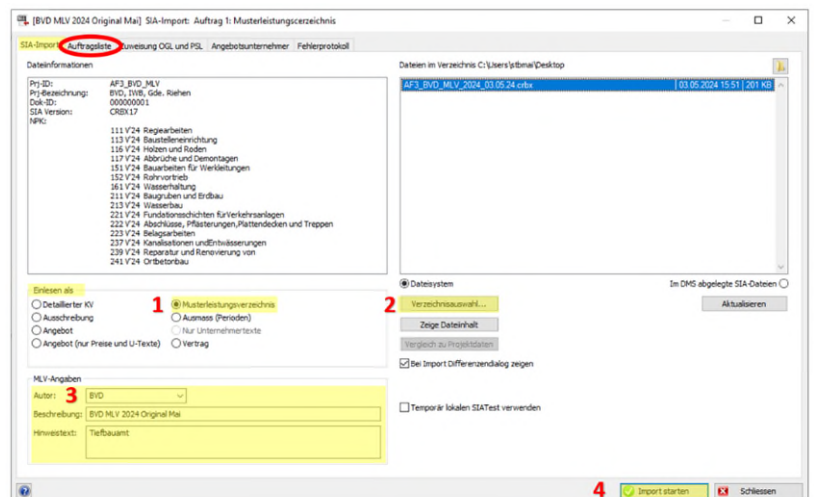 [BVD MLV 2024 Original Mai] SIA-Import: Auftrag 1: Musterleistungscerzeichnis
SIA-Import Auftragsliste Zuweisung OGL und PSL Angebotsunternehmer Fehlerprotokoll
Dateiinformationen
Prj-ID: AF3_BVD_MLV
Prj-Bezeichnung: BVD, IWB, Gde. Riehen
Dok-ID: 000000001
SIA Version: CRBX17
NPK:
111 V'24 Regiearbeiten
113 V'24 Baustelleneinrichtung
116 V'24 Holzen und Roden
117 V'24 Abbrüche und Demontagen
151 V'24 Bauarbeiten für Werkleitungen
152 V'24 Rohrvortrieb
161 V'24 Wasserhaltung
211 V'24 Baugruben und Erdbau
213 V'24 Wasserbau
221 V'24 Fundationsschichten fürVerkehrsanlagen
222 V'24 Abschlüsse, Pflästerungen,Plattendecken und Treppen
223 V'24 Belagsarbeiten
237 V'24 Kanalisationen undEntwässerungen
239 V'24 Reparatur und Renovierung von
241 V'24 Ortbetonbau
Dateien im Verzeichnis C:\Users\stbmai\Desktop
AF3_BVD_MLV_2024_03.05.24.crbx 03.05.2024 15:51 201 KB
Einlesen als
Detaillierter KV
Ausschreibung
Angebot
Angebot (nur Preise und U-Texte)
1 Musterleistungsverzeichnis
Ausmass (Perioden)
Nur Unternehmertexte
Vertrag
Dateisystem Im DMS abgelegte SIA-Dateien
2 Verzeichnisauswahl... Aktualisieren
Zeige Dateiinhalt
Vergleich zu Projektdaten
Bei Import Differenzendialog zeigen
Temporär lokalen SIATest verwenden
MLV-Angaben
3
Autor: BVD
Beschreibung: BVD MLV 2024 Original Mai
Hinweistext: Tiefbauamt
4 Import starten Schliessen